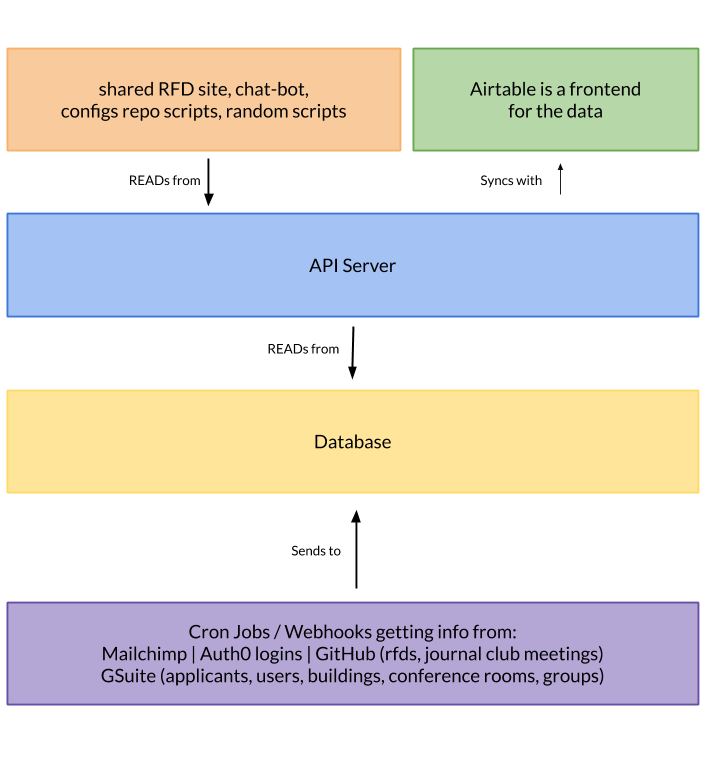 shared RFD site, chat-bot,
configs repo scripts, random scripts
Airtable is a frontend
for the data
READs from
Syncs with
API Server
READs from
Database
Sends to
Cron Jobs / Webhooks getting info from:
Mailchimp | Auth0 logins | GitHub (rfds, journal club meetings)
GSuite (applicants, users, buildings, conference rooms, groups)